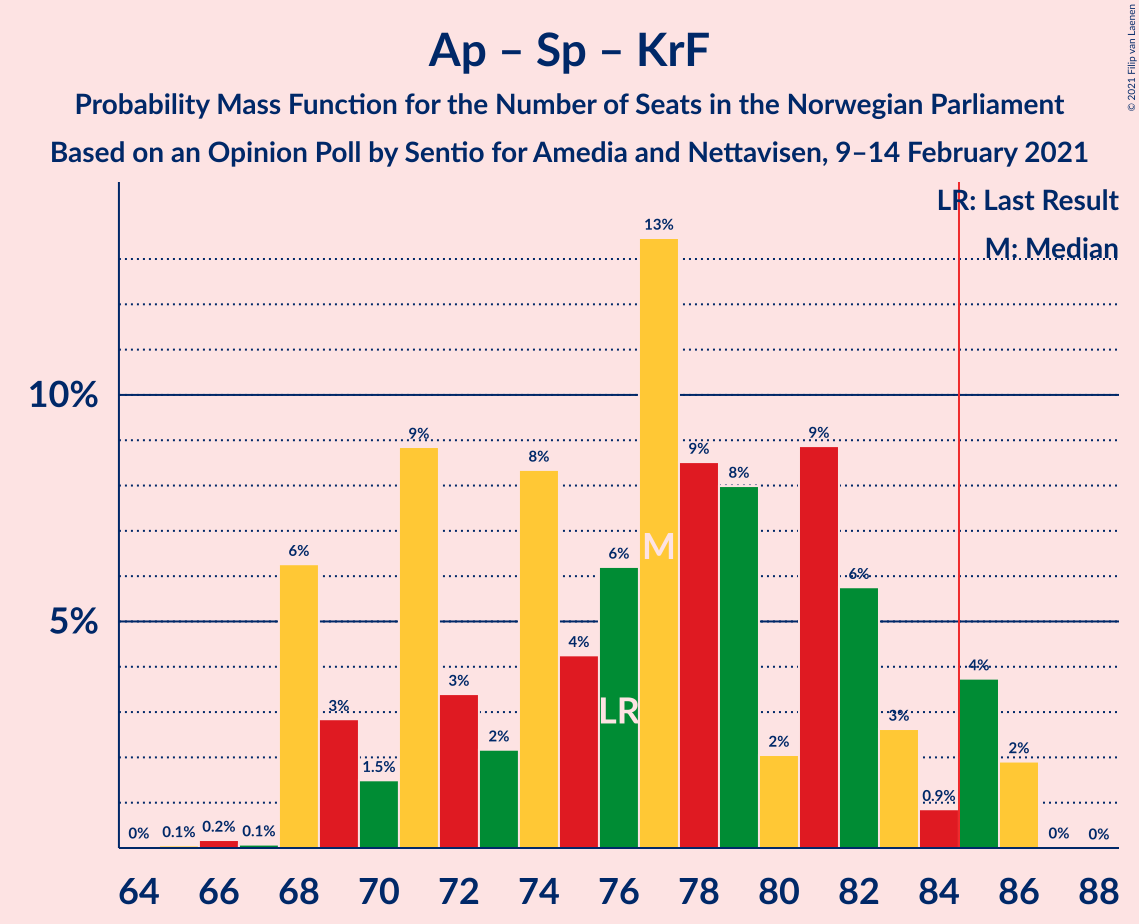 Ap – Sp – KrF
Probability Mass Function for the Number of Seats in the Norwegian Parliament
Based on an Opinion Poll by Sentio for Amedia and Nettavisen, 9–14 February 2021
© 2021 Filip van Laenen
LR: Last Result
M: Median
10%
5%
0% 0.1% 0.2% 0.1% 6% 3% 1.5% 9% 3% 2% 8% 4% 6% 13% 9% 8% 2% 9% 6% 3% 0.9% 4% 2% 0% 0%
M
LR
64 66 68 70 72 74 76 78 80 82 84 86 88